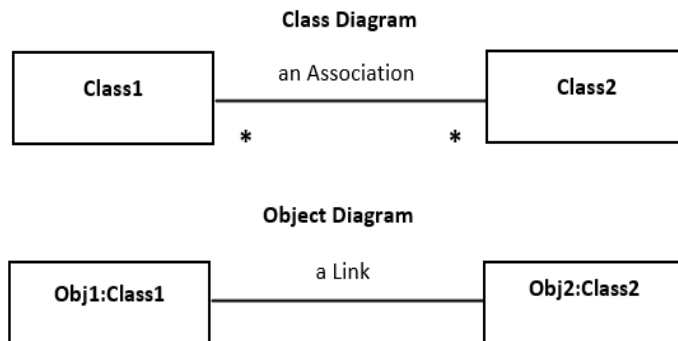 Class Diagram
Class1
an Association
Class2
*
*
Object Diagram
Obj1:Class1
a Link
Obj2:Class2